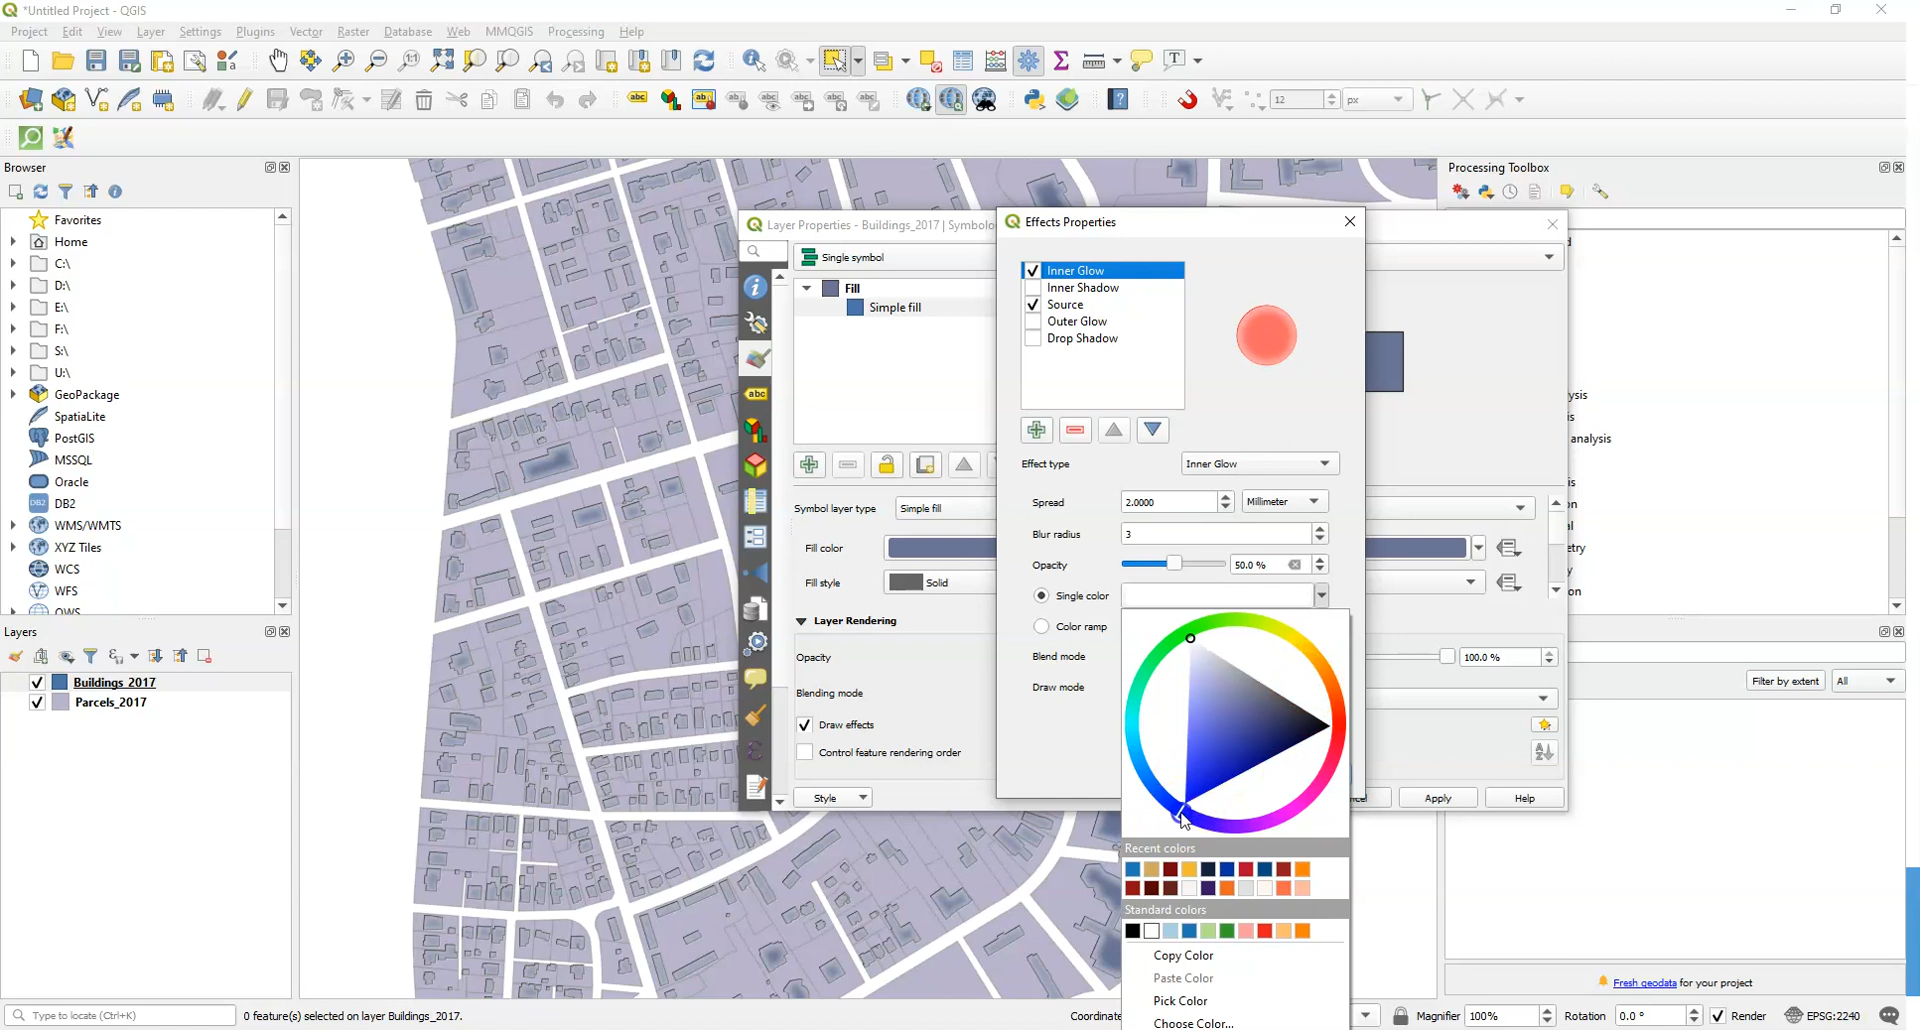 *Untitled Project - QGIS
Project Edit View Layer Settings Plugins Vector Raster Database Web MMQGIS Processing Help
12 px
Browser
Favorites
Home
C:\
D:\
E:\
F:\
S:\
U:\
GeoPackage
SpatiaLite
PostGIS
MSSQL
Oracle
DB2
WMS/WMTS
XYZ Tiles
WCS
WFS
OWS
Layers
Buildings_2017
Parcels_2017
Layer Properties - Buildings_2017 | Symbolo
Single symbol
Fill
Simple fill
Symbol layer type Simple fill
Fill color
Fill style Solid
Layer Rendering
Opacity 100.0 %
Blending mode
Draw effects
Control feature rendering order
Style
Apply Help
Effects Properties
Inner Glow
Inner Shadow
Source
Outer Glow
Drop Shadow
Effect type Inner Glow
Spread 2.0000 Millimeter
Blur radius 3
Opacity 50.0 %
Single color
Color ramp
Blend mode
Draw mode
Recent colors
Standard colors
Copy Color
Paste Color
Pick Color
Choose Color...
Processing Toolbox
analysis
Filter by extent All
Fresh geodata for your project
Type to locate (Ctrl+K) 0 feature(s) selected on layer Buildings_2017. Coordinate Magnifier 100% Rotation 0.0 ° Render EPSG:2240